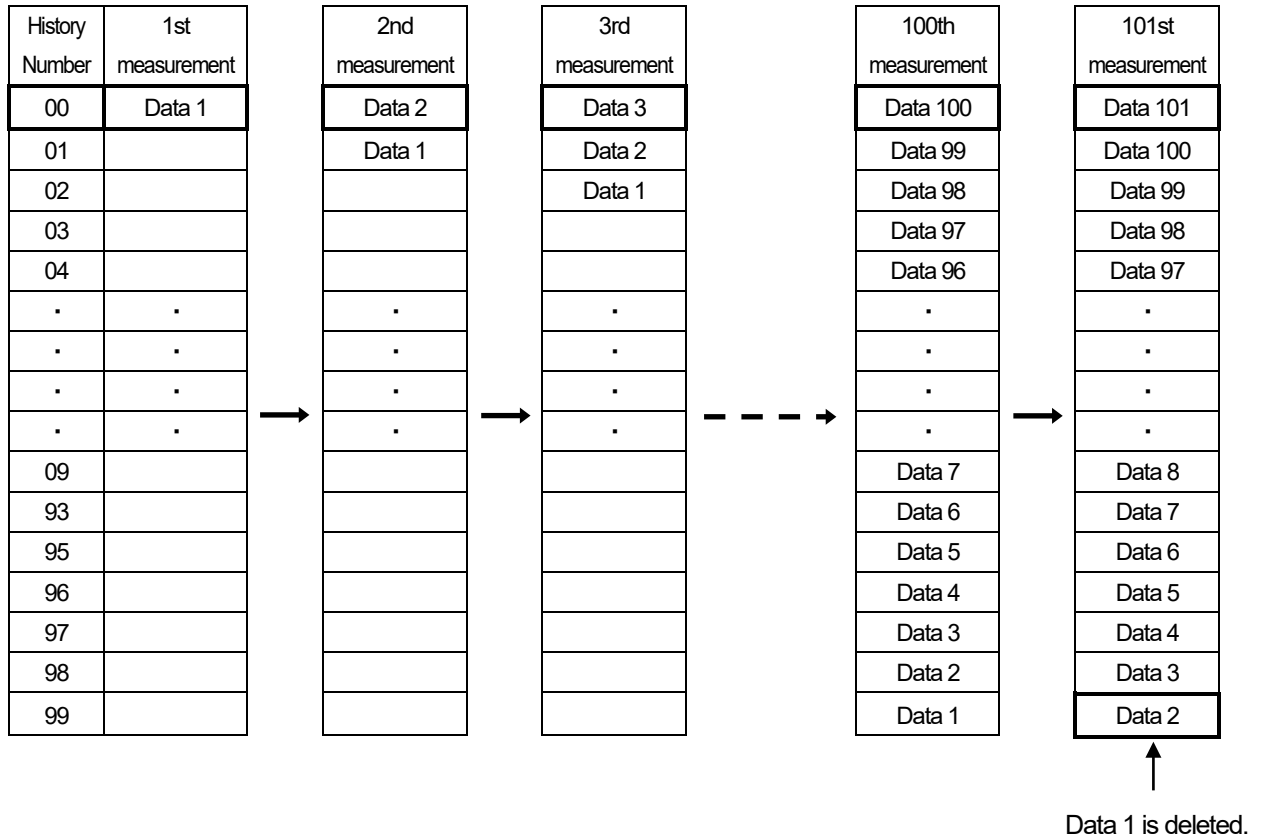 History Number 1st measurement 2nd measurement 3rd measurement 100th measurement 101st measurement
00 Data 1 Data 2 Data 3 Data 100 Data 101
01 Data 1 Data 2 Data 99 Data 100
02 Data 1 Data 98 Data 99
03 Data 97 Data 98
04 Data 96 Data 97
. . . . . .
. . . . . .
. . . . . .
. . . . . .
09 Data 7 Data 8
93 Data 6 Data 7
95 Data 5 Data 6
96 Data 4 Data 5
97 Data 3 Data 4
98 Data 2 Data 3
99 Data 1 Data 2
Data 1 is deleted.